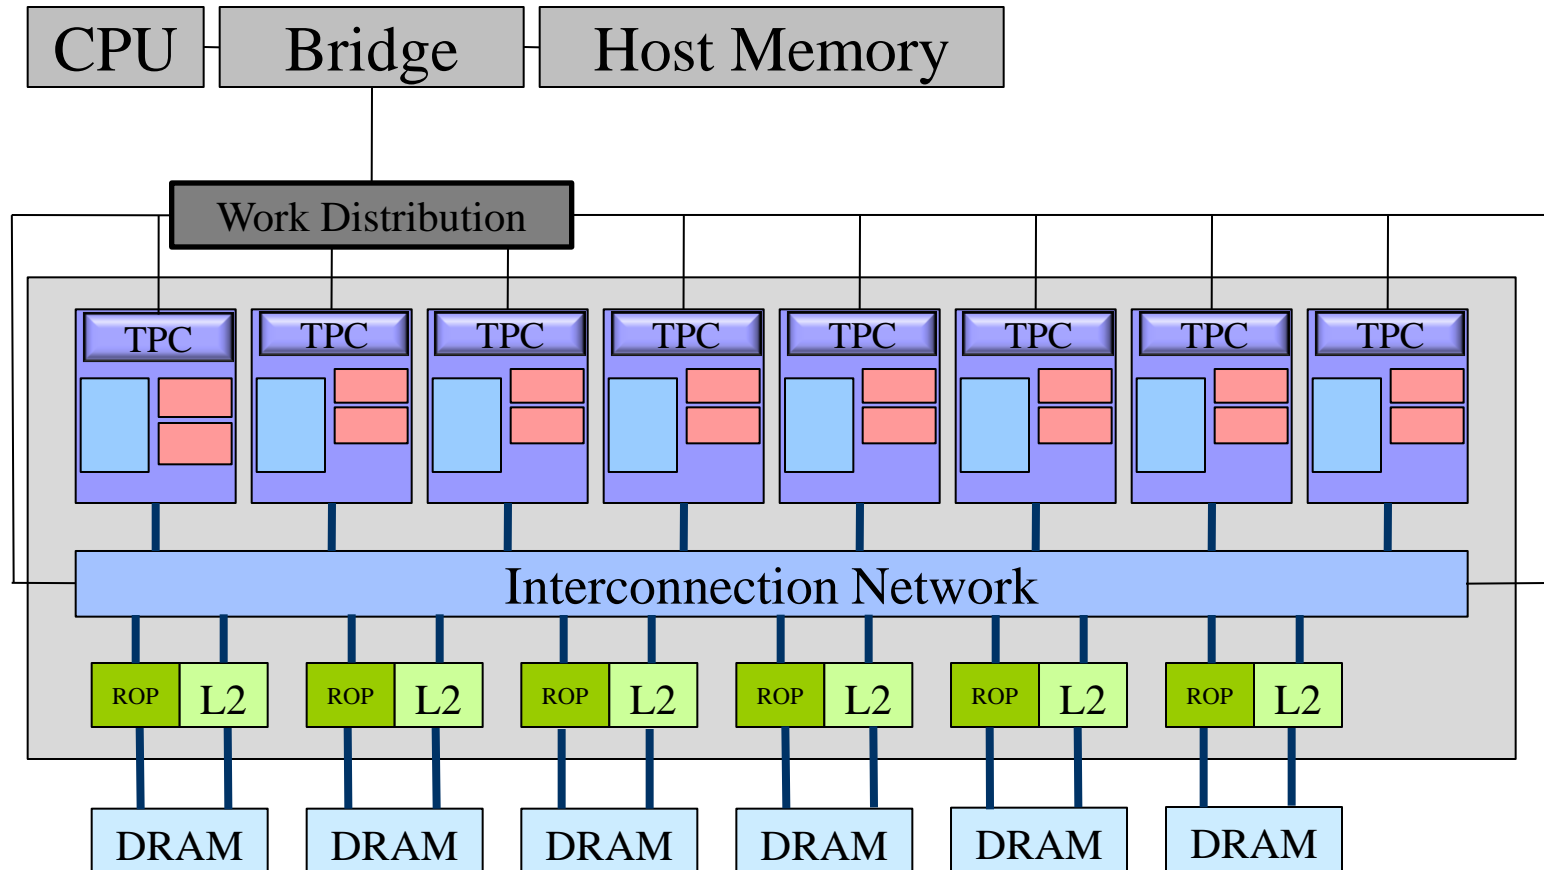 CPU
Bridge
Host Memory
Work Distribution
TPC
TPC
TPC
TPC
TPC
TPC
TPC
TPC
Interconnection Network
ROP
L2
ROP
L2
ROP
L2
ROP
L2
ROP
L2
ROP
L2
DRAM
DRAM
DRAM
DRAM
DRAM
DRAM